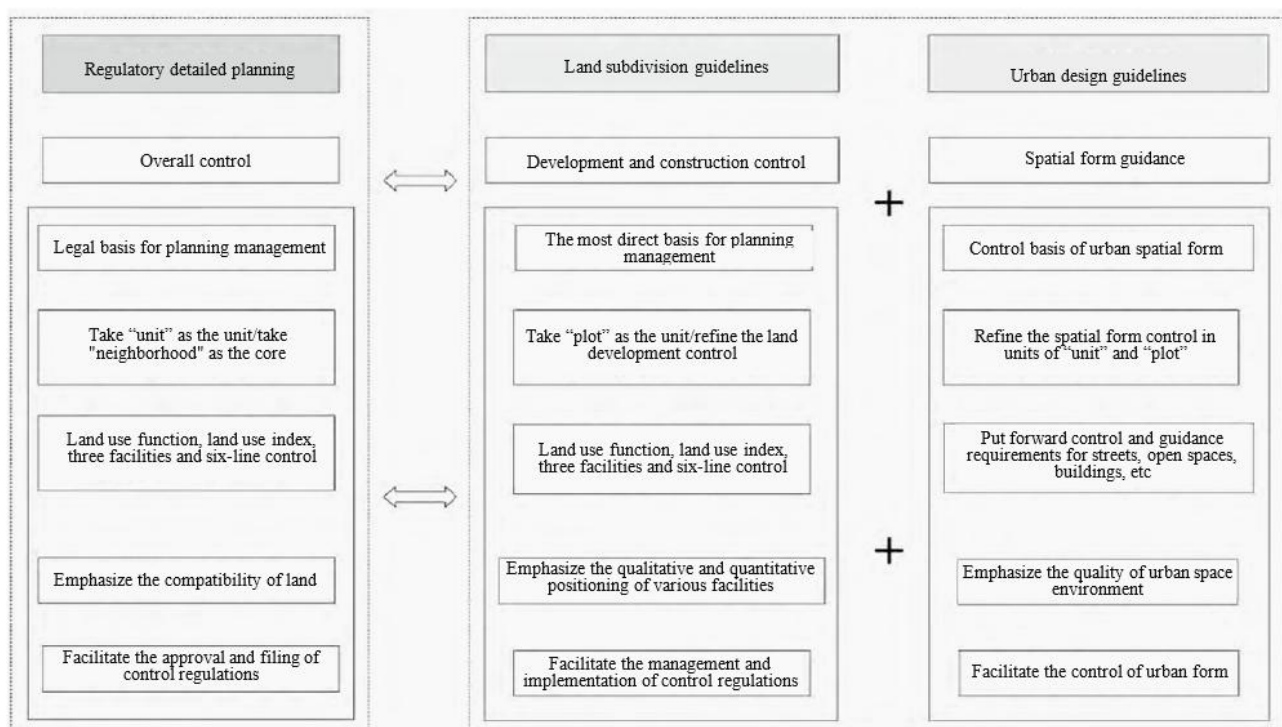 Regulatory detailed planning
Land subdivision guidelines
Urban design guidelines
Overall control
Development and construction control
Spatial form guidance
Legal basis for planning management
The most direct basis for planning
management
Control basis of urban spatial form
Take “unit” as the unit/take
"neighborhood" as the core
Take “plot” as the unit/refine the land
development control
Refine the spatial form control in
units of “unit” and “plot”
Land use function, land use index,
three facilities and six-line control
Land use function, land use index,
three facilities and six-line control
Put forward control and guidance
requirements for streets, open spaces,
buildings, etc
Emphasize the compatibility of land
Emphasize the qualitative and quantitative
positioning of various facilities
Emphasize the quality of urban space
environment
Facilitate the approval and filing of
control regulations
Facilitate the management and
implementation of control regulations
Facilitate the control of urban form